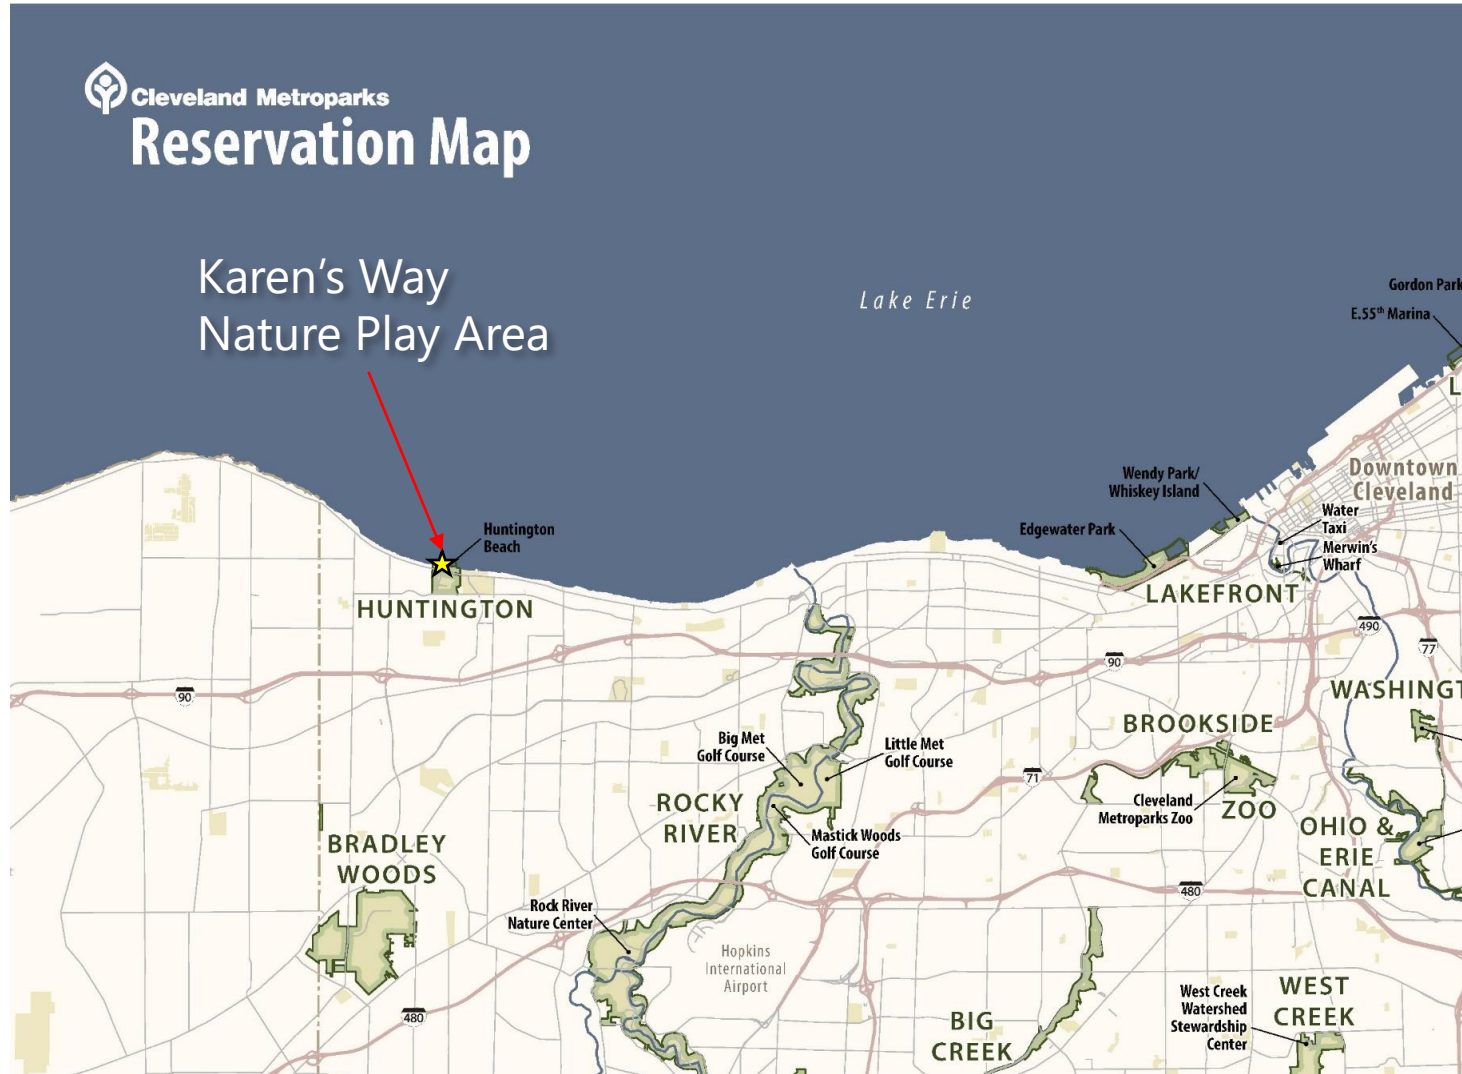 Cleveland Metroparks
Reservation Map
Karen's Way
Nature Play Area
Lake Erie
Gordon Park
E.55th Marina
L
Downtown
Cleveland
Wendy Park/
Whiskey Island
Water
Taxi
Edgewater Park
Merwin's
Wharf
Huntington
Beach
HUNTINGTON
LAKEFRONT
490
77
90
90
WASHINGT
BROOKSIDE
Big Met
Golf Course
Little Met
Golf Course
71
ROCKY
RIVER
Cleveland
Metroparks Zoo
ZOO
Mastick Woods
Golf Course
OHIO &
ERIE
CANAL
BRADLEY
WOODS
480
Rock River
Nature Center
Hopkins
International
Airport
480
West Creek
Watershed
Stewardship
Center
WEST
CREEK
BIG
CREEK